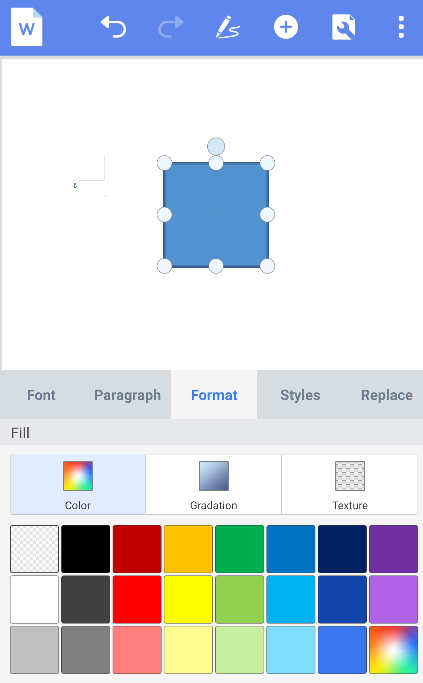 W
Font Paragraph Format Styles Replace
Fill
Color Gradation Texture